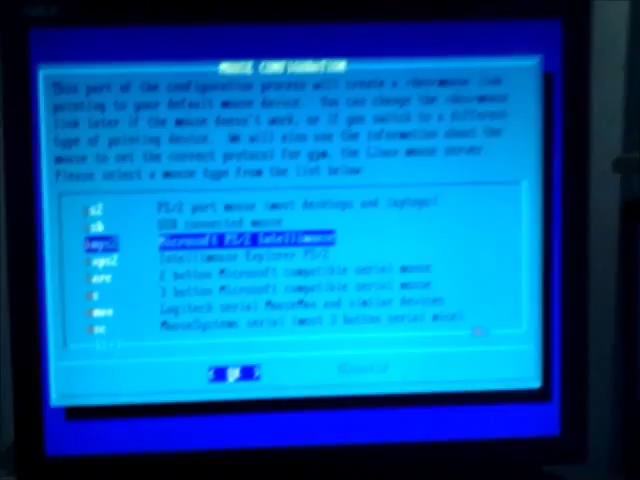 MOUSE CONFIGURATION
This part of the configuration process will create a /dev/mouse link
pointing to your default mouse device. You can change the /dev/mouse
link later if the mouse doesn't work, or if you switch to a different
type of pointing device. We will also use the information about the
mouse to set the correct protocol for gpm, the Linux mouse server.
Please select a mouse type from the list below:
ps2 PS/2 port mouse (most desktops and laptops)
usb USB connected mouse
imps2 Microsoft PS/2 Intellimouse
exps2 Intellimouse Explorer PS/2
bare 2 button Microsoft compatible serial mouse
ms 3 button Microsoft compatible serial mouse
mman Logitech serial MouseMan and similar devices
msc MouseSystems serial (most 3 button serial mice)
< OK > <Cancel>